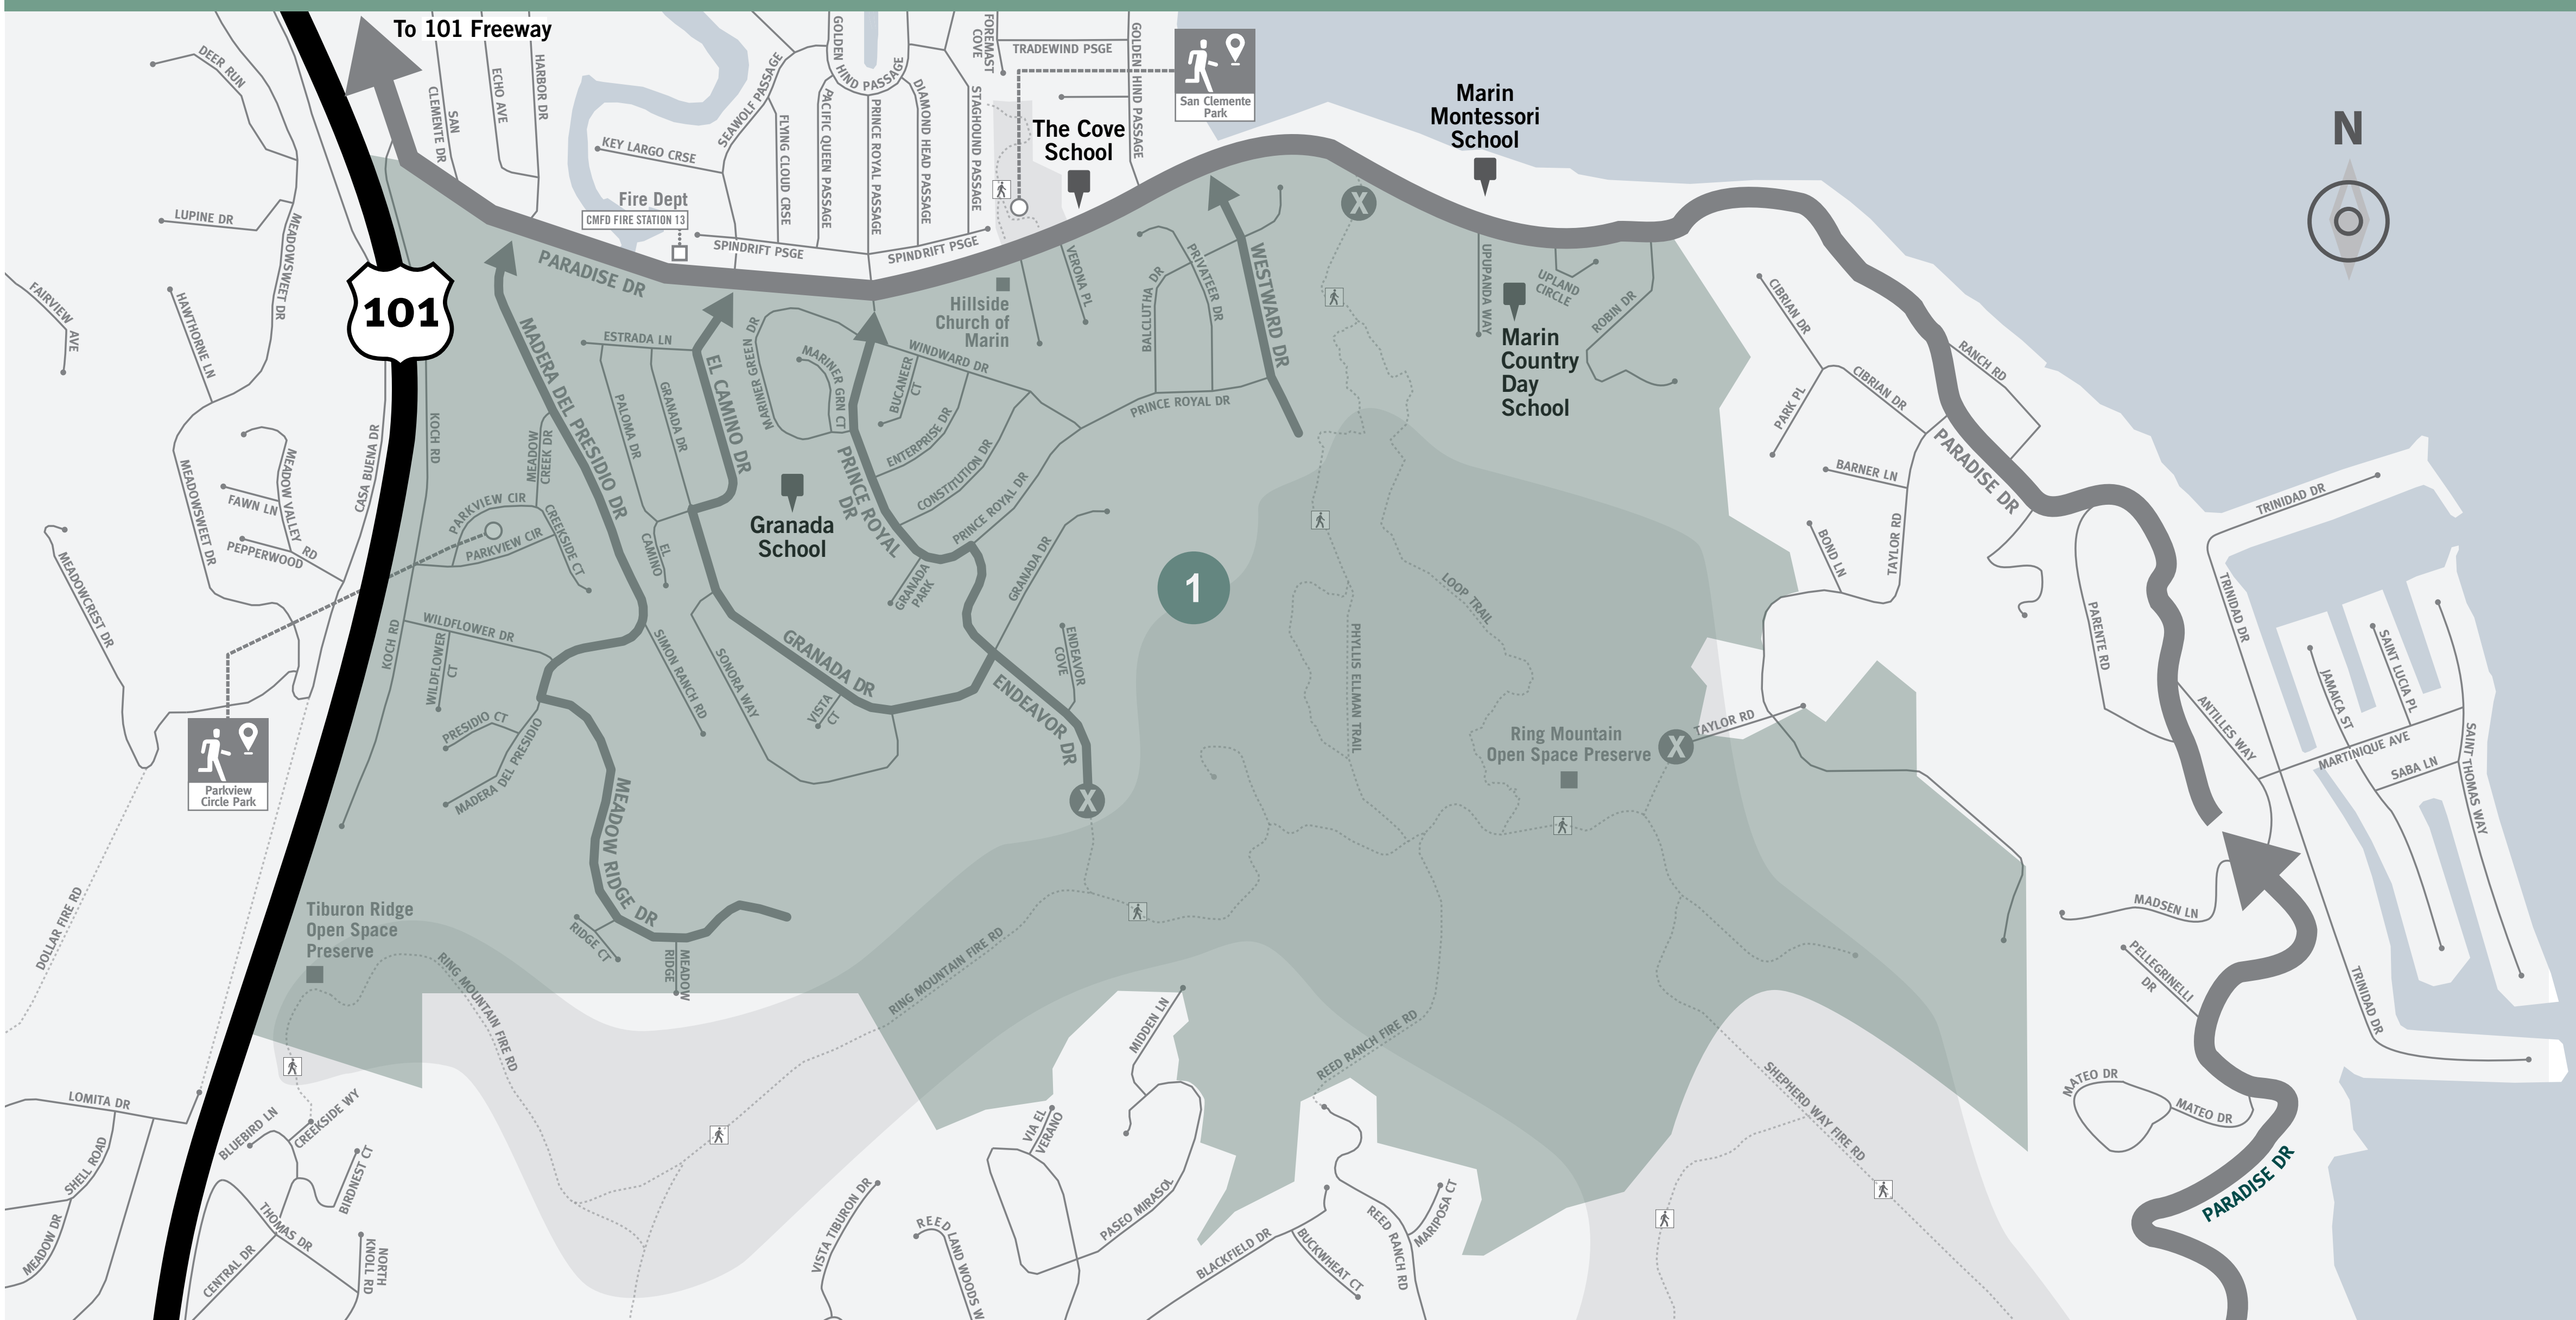 To 101 Freeway
DEER RUN
SAN
CLEMENTE DR
ECHO AVE
HARBOR DR
GOLDEN HIND PASSAGE
FOREMAST
COVE
TRADEWIND PSGE
GOLDEN HIND PASSAGE
San Clemente
Park
Marin
Montessori
School
N
KEY LARGO CRSE
SEAWOLF PASSAGE
FLYING CLOUD CRSE
PACIFIC QUEEN PASSAGE
PRINCE ROYAL PASSAGE
DIAMOND HEAD PASSAGE
STAGHOUND PASSAGE
The Cove
School
Fire Dept
CMFD FIRE STATION 13
SPINDRIFT PSGE
SPINDRIFT PSGE
LUPINE DR
MEADOWSWEET DR
FAIRVIEW
AVE
HAWTHORNE LN
101
PARADISE DR
Hillside
Church of
Marin
VERONA PL
BALCLUTHA DR
PRIVATEER DR
WESTWARD DR
X
UPUPANDA WAY
UPLAND
CIRCLE
ROBIN DR
Marin
Country
Day
School
CIBRIAN DR
CIBRIAN DR
PARK PL
RANCH RD
PARADISE DR
BARNER LN
BOND LN
TAYLOR RD
TRINIDAD DR
TRINIDAD DR
PARENTE RD
MADERA DEL PRESIDIO DR
ESTRADA LN
PALOMA DR
GRANADA DR
EL CAMINO DR
MARINER GREEN DR
MARINER GRN CT
WINDWARD DR
BUCANEER
CT
ENTERPRISE DR
CONSTITUTION DR
PRINCE ROYAL DR
PRINCE ROYAL DR
PRINCE ROYAL
DR
KOCH RD
CASA BUENA DR
MEADOW
CREEK DR
PARKVIEW CIR
PARKVIEW CIR
CREEKSIDE CT
EL
CAMINO
Granada
School
GRANADA
PARK
GRANADA DR
1
LOOP TRAIL
PHYLLIS ELLMAN TRAIL
MEADOWSWEET DR
MEADOW VALLEY RD
FAWN LN
PEPPERWOOD
MEADOWCREST DR
KOCH RD
WILDFLOWER DR
WILDFLOWER
CT
SIMON RANCH RD
SONORA WAY
GRANADA DR
VISTA
CT
ENDEAVOR
COVE
ENDEAVOR DR
X
PRESIDIO CT
MADERA DEL PRESIDIO
Parkview
Circle Park
MEADOW RIDGE DR
RIDGE CT
MEADOW
RIDGE
Ring Mountain
Open Space Preserve
X
TAYLOR RD
ANTILLES WAY
MARTINIQUE AVE
SABA LN
JAMAICA ST
SAINT LUCIA PL
SAINT THOMAS WAY
MADSEN LN
PELLEGRINELLI
DR
TRINIDAD DR
DOLLAR FIRE RD
Tiburon Ridge
Open Space
Preserve
RING MOUNTAIN FIRE RD
RING MOUNTAIN FIRE RD
MIDDEN LN
REED RANCH FIRE RD
SHEPHERD WAY FIRE RD
MATEO DR
MATEO DR
PARADISE DR
LOMITA DR
SHELL ROAD
MEADOW DR
BLUEBIRD LN
CREEKSIDE WY
BIRDNEST CT
THOMAS DR
CENTRAL DR
NORTH
KNOLL RD
VIA EL
VERANO
PASEO MIRASOL
VISTA TIBURON DR
REED
LAND WOODS W
BLACKFIELD DR
BUCKWHEAT CT
REED RANCH RD
MARIPOSA CT